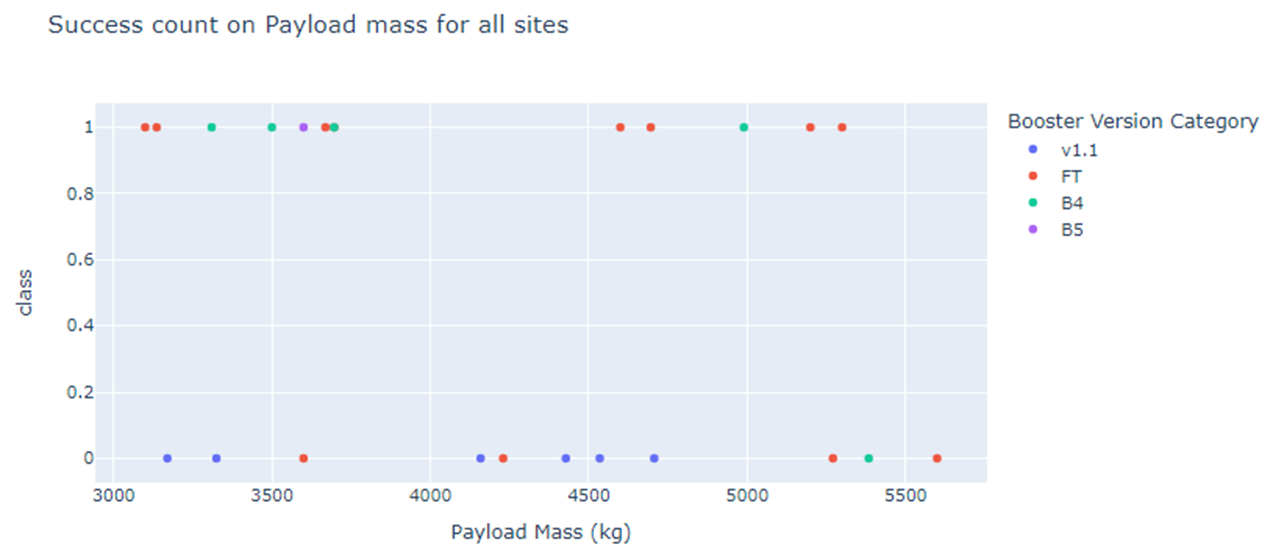 Success count on Payload mass for all sites
Booster Version Category
v1.1
FT
B4
B5
class
1
0.8
0.6
0.4
0.2
0
3000 3500 4000 4500 5000 5500
Payload Mass (kg)